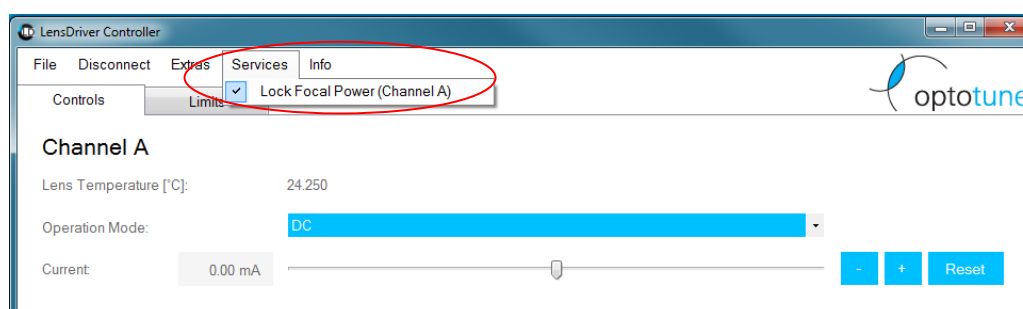 LensDriver Controller
File Disconnect Extras Services Info
Lock Focal Power (Channel A)
Controls Limits
optotune
Channel A
Lens Temperature [°C]: 24.250
Operation Mode: DC
Current: 0.00 mA - + Reset